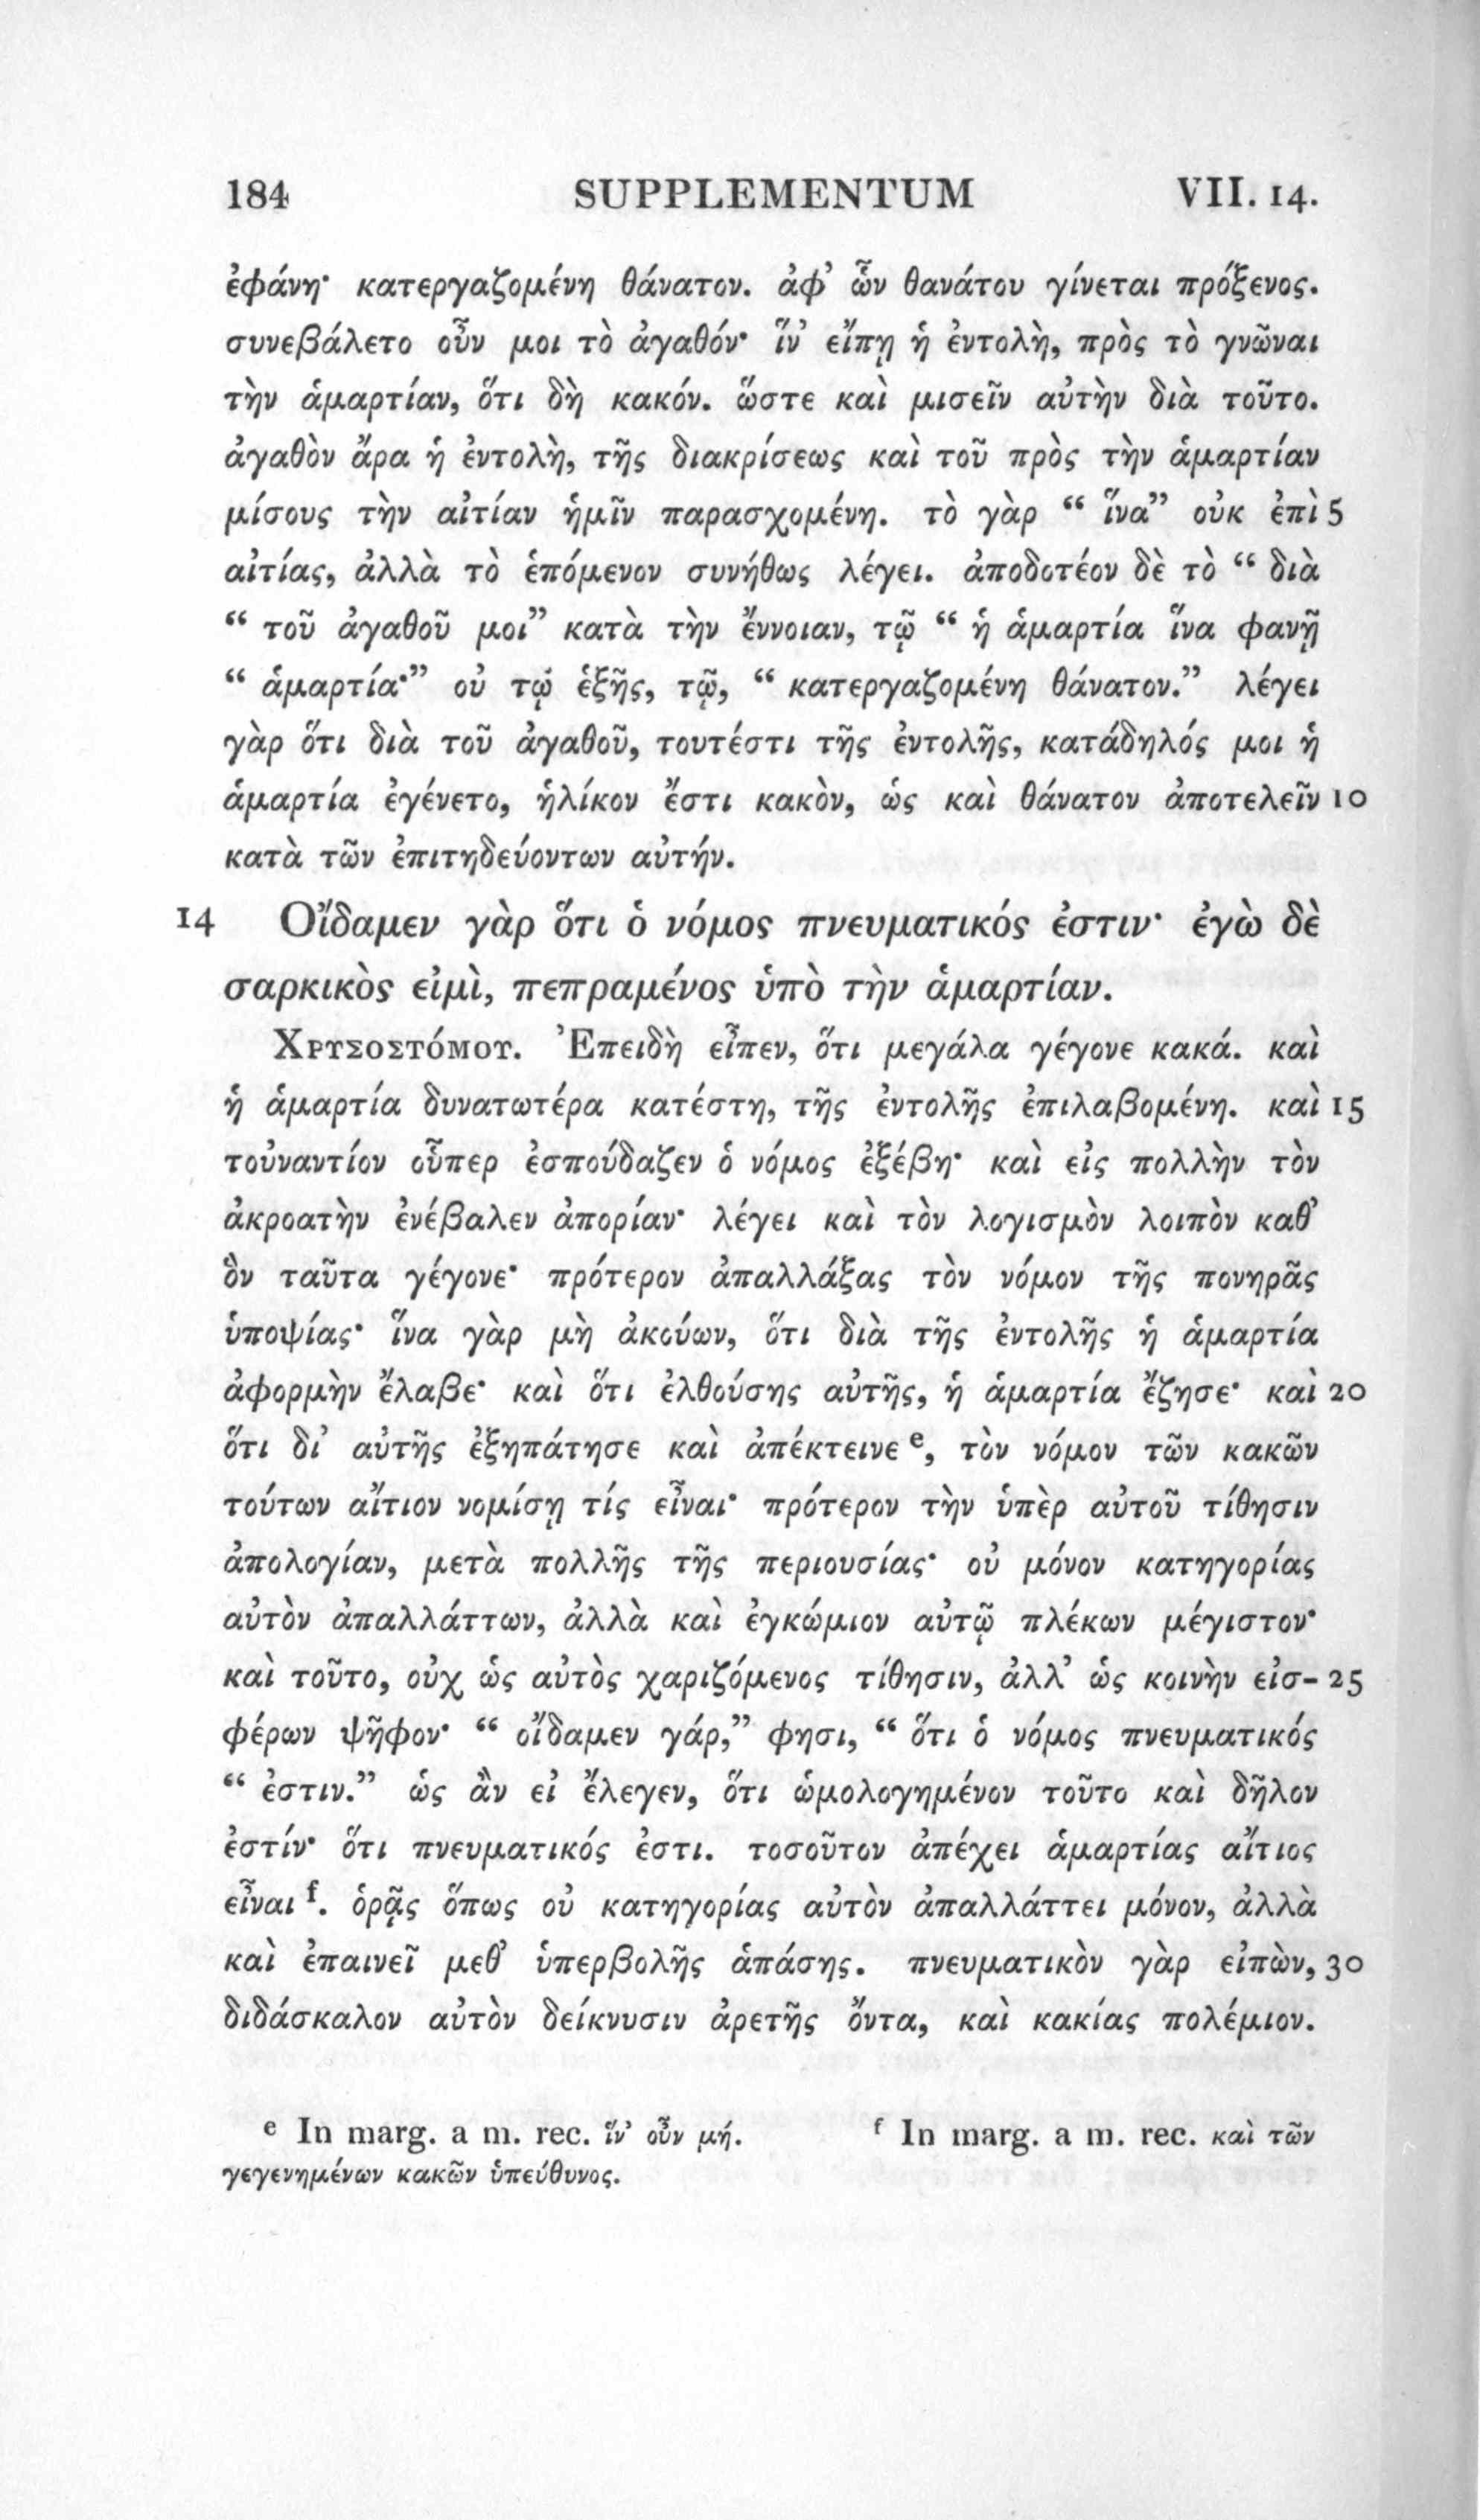 184 SUPPLEMENTUM VII. 14.
ἐφάνη· κατεργαζομένη θάνατον. ἀφ’ ὧν θανάτου γίνεται πρόξενος.
συνεβάλετο οὖν μοι τὸ ἀγαθόν· ἵν’ εἴπῃ ἡ ἐντολὴ, πρὸς τὸ γνῶναι
τὴν ἁμαρτίαν, ὅτι δὴ κακόν. ὥστε καὶ μισεῖν αὐτὴν διὰ τοῦτο.
ἀγαθὸν ἄρα ἡ ἐντολὴ, τῆς διακρίσεως καὶ τοῦ πρὸς τὴν ἁμαρτίαν
μίσους τὴν αἰτίαν ἡμῖν παρασχομένη. τὸ γὰρ “ ἵνα” οὐκ ἐπὶ 5
αἰτίας, ἀλλὰ τὸ ἑπόμενον συνήθως λέγει. ἀποδοτέον δὲ τὸ “ διὰ
“ τοῦ ἀγαθοῦ μοι” κατὰ τὴν ἔννοιαν, τῷ “ ἡ ἁμαρτία ἵνα φανῇ
“ ἁμαρτία·” οὐ τῷ ἑξῆς, τῷ, “ κατεργαζομένη θάνατον.” λέγει
γὰρ ὅτι διὰ τοῦ ἀγαθοῦ, τουτέστι τῆς ἐντολῆς, κατάδηλός μοι ἡ
ἁμαρτία ἐγένετο, ἡλίκον ἔστι κακὸν, ὡς καὶ θάνατον ἀποτελεῖν 10
κατὰ τῶν ἐπιτηδεύοντων αὐτήν.
14 Οἴδαμεν γὰρ ὅτι ὁ νόμος πνευματικός ἐστιν· ἐγὼ δὲ
σαρκικὸς εἰμὶ, πεπραμένος ὑπὸ τὴν ἁμαρτίαν.
Χρυσοστόμου. Ἐπειδὴ εἶπεν, ὅτι μεγάλα γέγονε κακά. καὶ
ἡ ἁμαρτία δυνατωτέρα κατέστη, τῆς ἐντολῆς ἐπιλαβομένη. καὶ 15
τοὐναντίον οὗπερ ἐσπούδαζεν ὁ νόμος ἐξέβη· καὶ εἰς πολλὴν τὸν
ἀκροατὴν ἐνέβαλεν ἀπορίαν· λέγει καὶ τὸν λογισμὸν λοιπὸν καθ’
ὃν ταῦτα γέγονε· πρότερον ἀπαλλάξας τὸν νόμον τῆς πονηρᾶς
ὑποψίας· ἵνα γὰρ μὴ ἀκούων, ὅτι διὰ τῆς ἐντολῆς ἡ ἁμαρτία
ἀφορμὴν ἔλαβε· καὶ ὅτι ἐλθούσης αὐτῆς, ἡ ἁμαρτία ἔζησε· καὶ 20
ὅτι δι’ αὐτῆς ἐξηπάτησε καὶ ἀπέκτεινε e, τὸν νόμον τῶν κακῶν
τούτων αἴτιον νομίσῃ τίς εἶναι· πρότερον τὴν ὑπὲρ αὐτοῦ τίθησιν
ἀπολογίαν, μετὰ πολλῆς τῆς περιουσίας· οὐ μόνον κατηγορίας
αὐτὸν ἀπαλλάττων, ἀλλὰ καὶ ἐγκώμιον αὐτῷ πλέκων μέγιστον·
καὶ τοῦτο, οὐχ ὡς αὐτὸς χαριζόμενος τίθησιν, ἀλλ’ ὡς κοινὴν εἰσ- 25
φέρων ψῆφον· “ οἴδαμεν γάρ,” φησι, “ ὅτι ὁ νόμος πνευματικός
“ ἐστιν.” ὡς ἂν εἰ ἔλεγεν, ὅτι ὡμολογημένον τοῦτο καὶ δῆλον
ἐστίν· ὅτι πνευματικός ἐστι. τοσοῦτον ἀπέχει ἁμαρτίας αἴτιος
εἶναι f. ὁρᾷς ὅπως οὐ κατηγορίας αὐτὸν ἀπαλλάττει μόνον, ἀλλὰ
καὶ ἐπαινεῖ μεθ’ ὑπερβολῆς ἁπάσης. πνευματικὸν γὰρ εἰπὼν, 30
διδάσκαλον αὐτὸν δείκνυσιν ἀρετῆς ὄντα, καὶ κακίας πολέμιον.
e In marg. a m. rec. ἵν’ οὖν μή. f In marg. a m. rec. καὶ τῶν
γεγενημένων κακῶν ὑπεύθυνος.